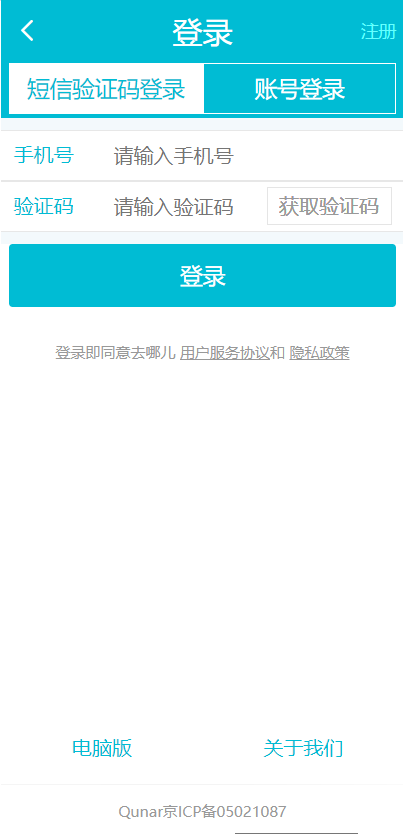 登录
注册
短信验证码登录 账号登录
手机号 请输入手机号
验证码 请输入验证码 获取验证码
登录
登录即同意去哪儿 用户服务协议和 隐私政策
电脑版 关于我们
Qunar京ICP备05021087